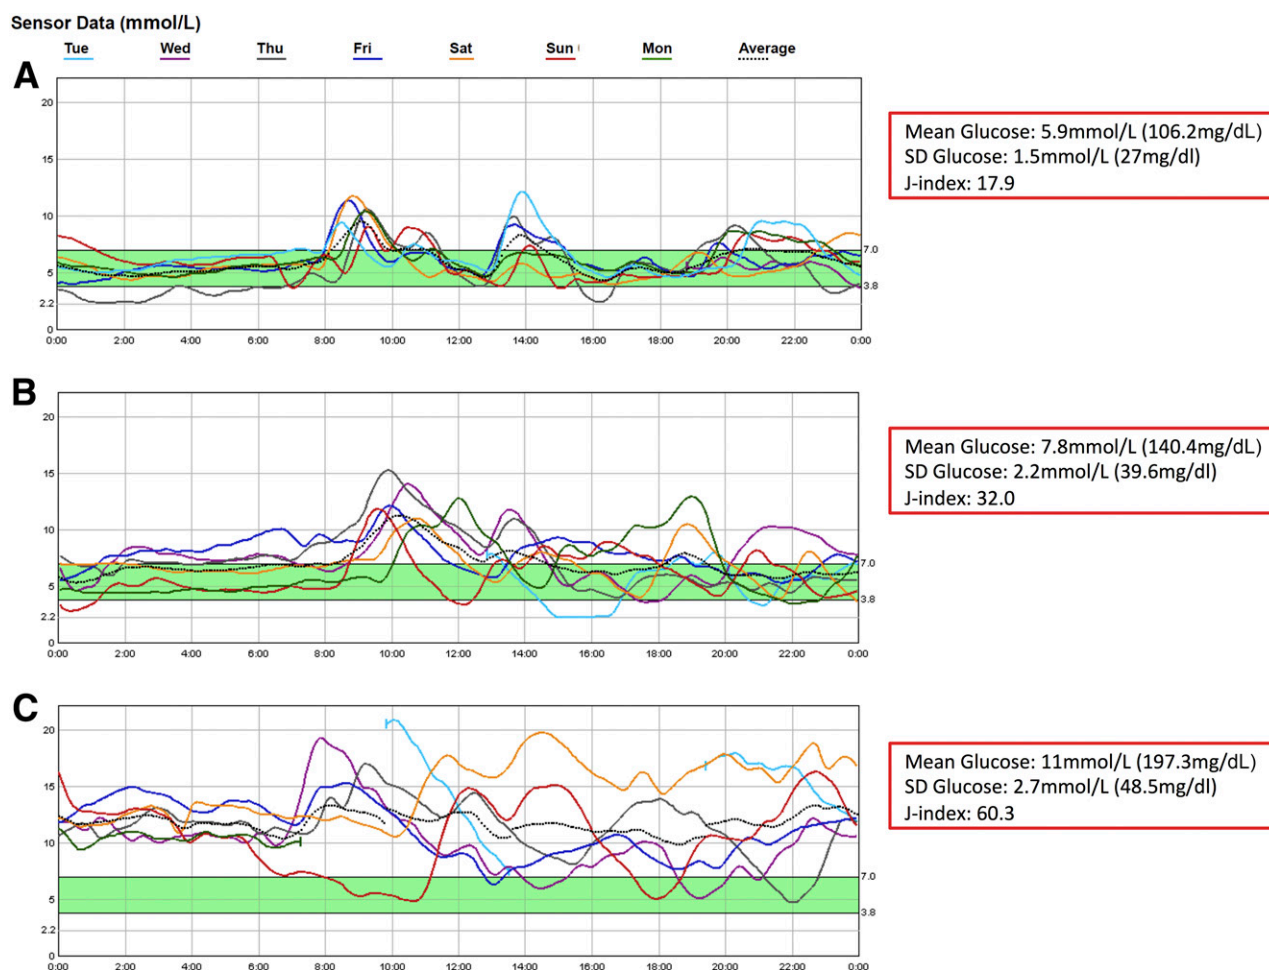 Sensor Data (mmol/L)
Tue Wed Thu Fri Sat Sun Mon Average
A
20
15
10
7.0
5
3.8
2.2
0
0:00 2:00 4:00 6:00 8:00 10:00 12:00 14:00 16:00 18:00 20:00 22:00 0:00
Mean Glucose: 5.9mmol/L (106.2mg/dL)
SD Glucose: 1.5mmol/L (27mg/dl)
J-index: 17.9
B
20
15
10
7.0
5
3.8
2.2
0
0:00 2:00 4:00 6:00 8:00 10:00 12:00 14:00 16:00 18:00 20:00 22:00 0:00
Mean Glucose: 7.8mmol/L (140.4mg/dL)
SD Glucose: 2.2mmol/L (39.6mg/dl)
J-index: 32.0
C
20
15
10
7.0
5
3.8
2.2
0
0:00 2:00 4:00 6:00 8:00 10:00 12:00 14:00 16:00 18:00 20:00 22:00 0:00
Mean Glucose: 11mmol/L (197.3mg/dL)
SD Glucose: 2.7mmol/L (48.5mg/dl)
J-index: 60.3